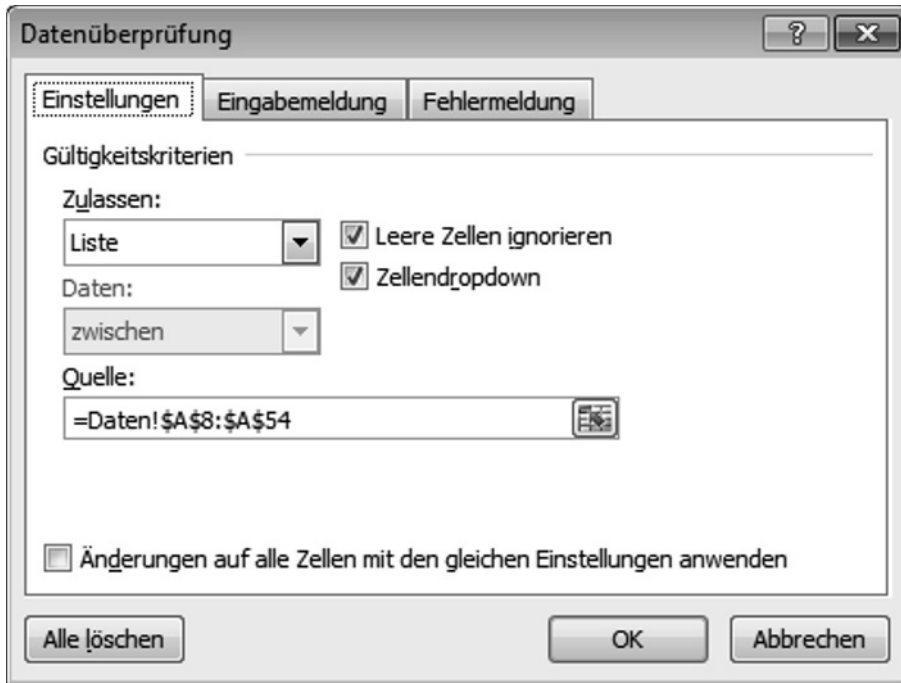 Datenüberprüfung
Einstellungen Eingabemeldung Fehlermeldung
Gültigkeitskriterien
Zulassen:
Liste
Leere Zellen ignorieren
Zellendropdown
Daten:
zwischen
Quelle:
=Daten!$A$8:$A$54
Änderungen auf alle Zellen mit den gleichen Einstellungen anwenden
Alle löschen OK Abbrechen